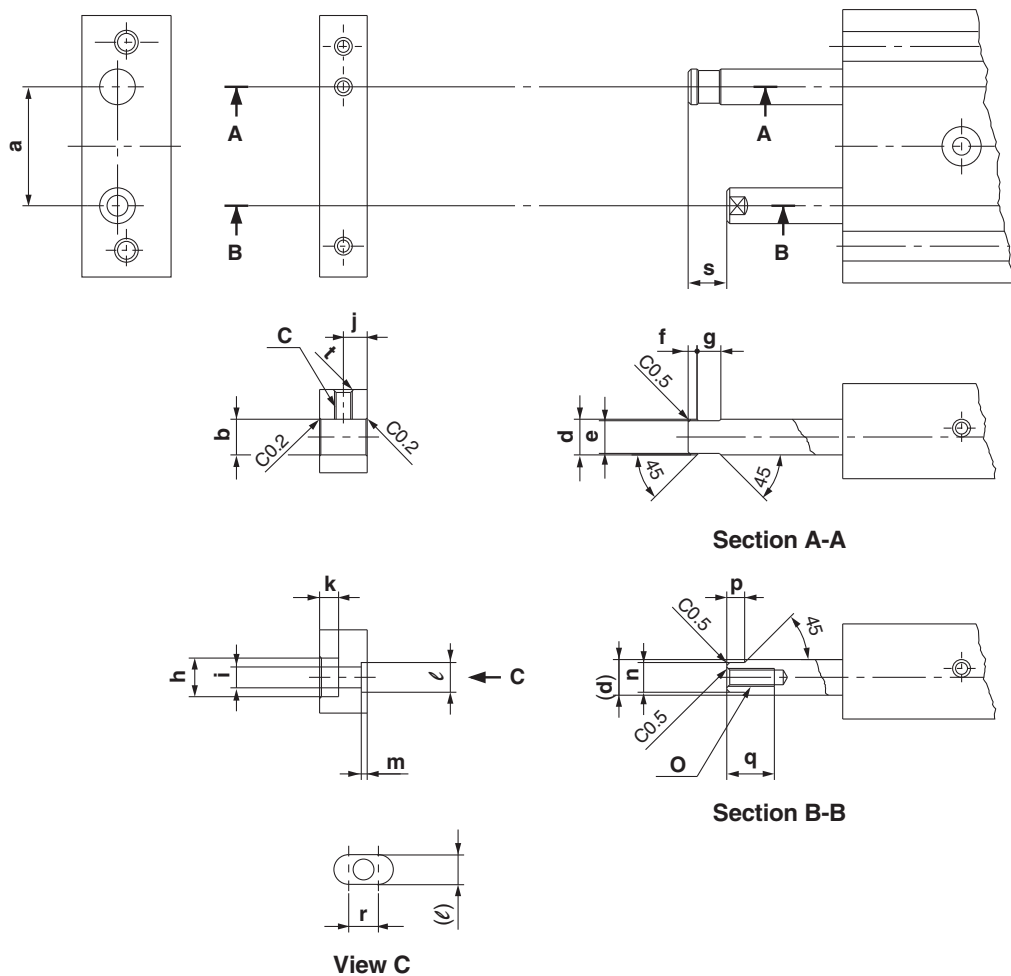 a
A
A
B
B
s
C
j
t
b
C0.2
C0.2
f
g
C0.5
d
e
45
45
Section A-A
k
h
i
ℓ
C
m
p
C0.5
45
(d)
n
C0.5
O
q
Section B-B
r
(ℓ)
View C